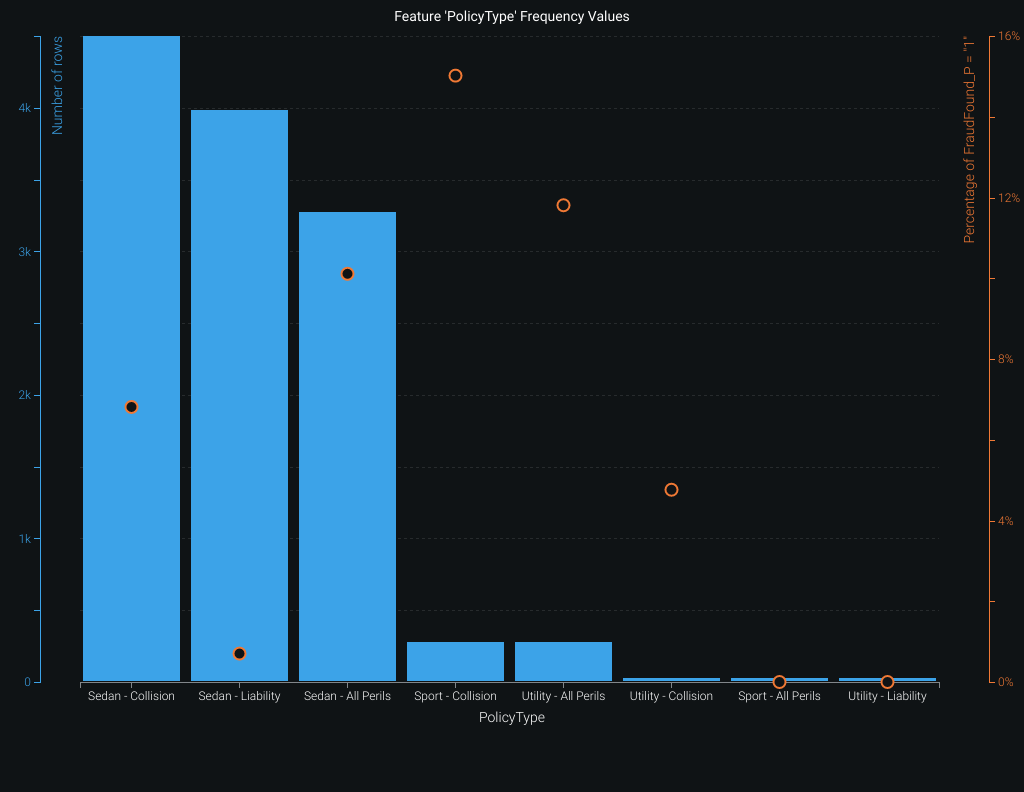 Feature 'PolicyType' Frequency Values
Number of rows
4k
3k
2k
1k
0
Percentage of FraudFound_P = "1"
16%
12%
8%
4%
0%
Sedan - Collision
Sedan - Liability
Sedan - All Perils
Sport - Collision
Utility - All Perils
Utility - Collision
Sport - All Perils
Utility - Liability
PolicyType